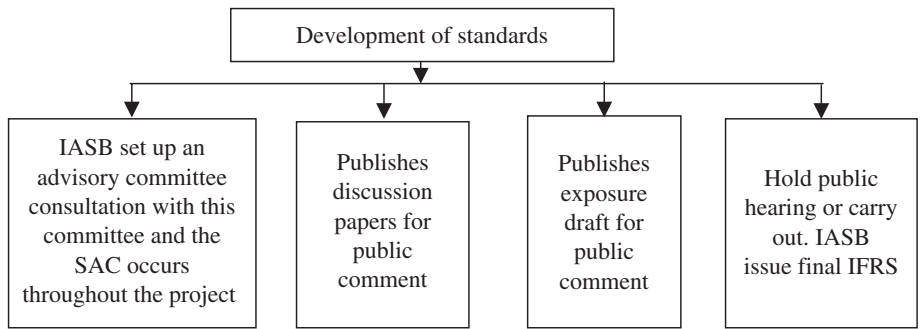 Development of standards
IASB set up an
advisory committee
consultation with this
committee and the
SAC occurs
throughout the project
Publishes
discussion
papers for
public
comment
Publishes
exposure
draft for
public
comment
Hold public
hearing or carry
out. IASB
issue final IFRS